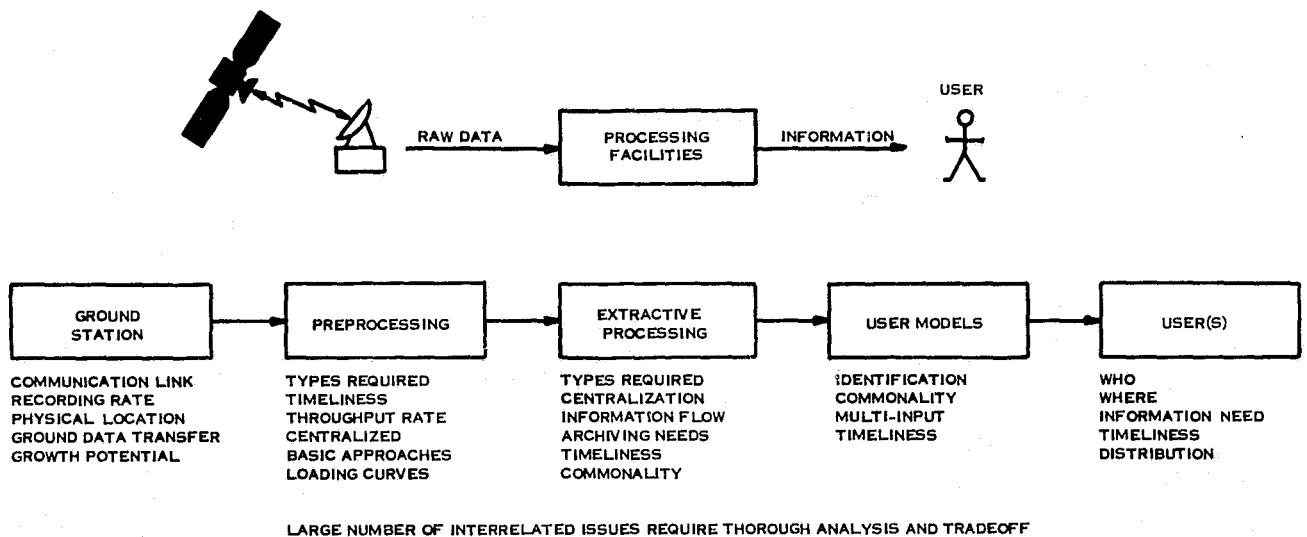 USER
RAW DATA
PROCESSING
FACILITIES
INFORMATION
GROUND
STATION
PREPROCESSING
EXTRACTIVE
PROCESSING
USER MODELS
USER(S)
COMMUNICATION LINK
RECORDING RATE
PHYSICAL LOCATION
GROUND DATA TRANSFER
GROWTH POTENTIAL
TYPES REQUIRED
TIMELINESS
THROUGHPUT RATE
CENTRALIZED
BASIC APPROACHES
LOADING CURVES
TYPES REQUIRED
CENTRALIZATION
INFORMATION FLOW
ARCHIVING NEEDS
TIMELINESS
COMMONALITY
IDENTIFICATION
COMMONALITY
MULTI-INPUT
TIMELINESS
WHO
WHERE
INFORMATION NEED
TIMELINESS
DISTRIBUTION
LARGE NUMBER OF INTERRELATED ISSUES REQUIRE THOROUGH ANALYSIS AND TRADEOFF